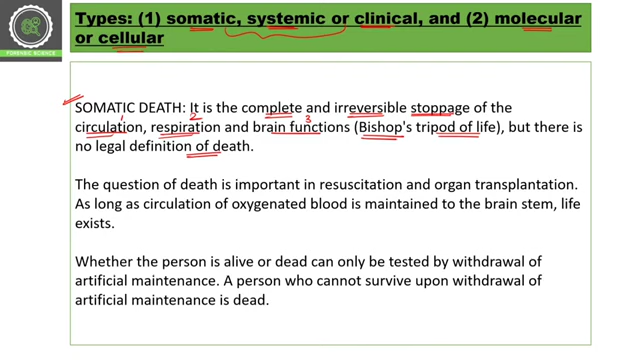 Types: (1) somatic, systemic or clinical, and (2) molecular
or cellular
FORENSIC SCIENCE
SOMATIC DEATH: It is the complete and irreversible stoppage of the
1 2 3
circulation, respiration and brain functions (Bishop's tripod of life), but there is
no legal definition of death.
The question of death is important in resuscitation and organ transplantation.
As long as circulation of oxygenated blood is maintained to the brain stem, life
exists.
Whether the person is alive or dead can only be tested by withdrawal of
artificial maintenance. A person who cannot survive upon withdrawal of
artificial maintenance is dead.